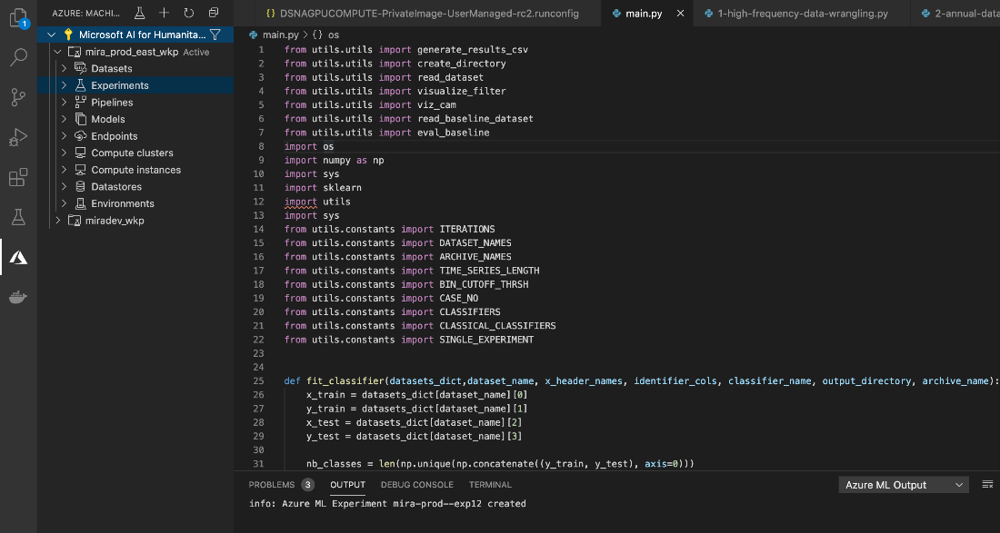 AZURE: MACHI...
DSNAGPUCOMPUTE-PrivateImage-UserManaged-rc2.runconfig
main.py
1-high-frequency-data-wrangling.py
2-annual-data
1
Microsoft AI for Humanita...
mira_prod_east_wkp Active
Datasets
Experiments
Pipelines
Models
Endpoints
Compute clusters
Compute instances
Datastores
Environments
miradev_wkp
main.py > {} os
1 from utils.utils import generate_results_csv
2 from utils.utils import create_directory
3 from utils.utils import read_dataset
4 from utils.utils import visualize_filter
5 from utils.utils import viz_cam
6 from utils.utils import read_baseline_dataset
7 from utils.utils import eval_baseline
8 import os
9 import numpy as np
10 import sys
11 import sklearn
12 import utils
13 import sys
14 from utils.constants import ITERATIONS
15 from utils.constants import DATASET_NAMES
16 from utils.constants import ARCHIVE_NAMES
17 from utils.constants import TIME_SERIES_LENGTH
18 from utils.constants import BIN_CUTOFF_THRSH
19 from utils.constants import CASE_NO
20 from utils.constants import CLASSIFIERS
21 from utils.constants import CLASSICAL_CLASSIFIERS
22 from utils.constants import SINGLE_EXPERIMENT
23
24
25 def fit_classifier(datasets_dict,dataset_name, x_header_names, identifier_cols, classifier_name, output_directory, archive_name):
26 x_train = datasets_dict[dataset_name][0]
27 y_train = datasets_dict[dataset_name][1]
28 x_test = datasets_dict[dataset_name][2]
29 y_test = datasets_dict[dataset_name][3]
30
31 nb_classes = len(np.unique(np.concatenate((y_train, y_test), axis=0)))
PROBLEMS 3 OUTPUT DEBUG CONSOLE TERMINAL
Azure ML Output
info: Azure ML Experiment mira-prod--exp12 created